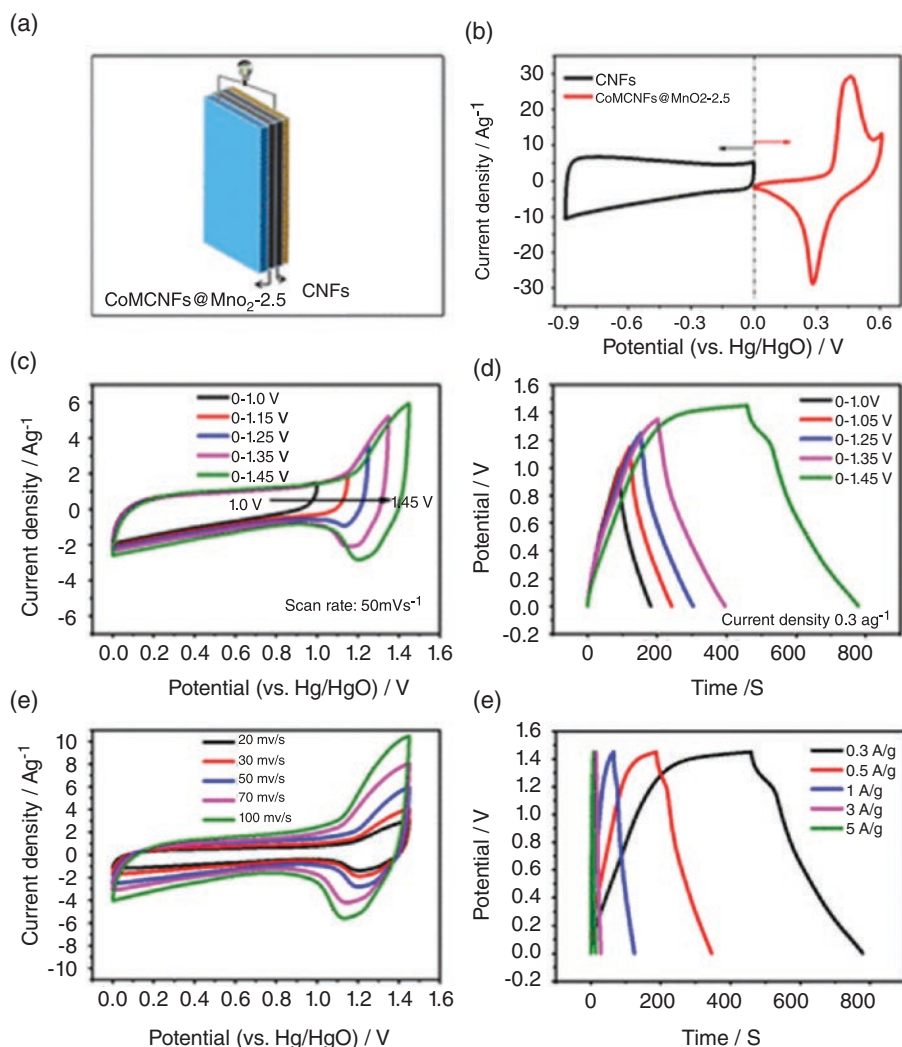 (a)
CoMCNFs@Mno₂-2.5
CNFs
(b)
30
20
10
0
-10
-20
-30
Current density / Ag⁻¹
CNFs
CoMCNFs@MnO2-2.5
-0.9
-0.6
-0.3
0.0
0.3
0.6
Potential (vs. Hg/HgO) / V
(c)
6
4
2
0
-2
-4
-6
Current density / Ag⁻¹
0-1.0 V
0-1.15 V
0-1.25 V
0-1.35 V
0-1.45 V
1.0 V
1.45 V
Scan rate: 50mVs⁻¹
0.0 0.2 0.4 0.6 0.8 1.0 1.2 1.4 1.6
Potential (vs. Hg/HgO) / V
(d)
1.6
1.4
1.2
1.0
0.8
0.6
0.4
0.2
0.0
-0.2
Potential / V
0-1.0V
0-1.05 V
0-1.25 V
0-1.35 V
0-1.45 V
Current density 0.3 ag⁻¹
0 200 400 600 800
Time /S
(e)
10
8
6
4
2
0
-2
-4
-6
-8
-10
Current density / Ag⁻¹
20 mv/s
30 mv/s
50 mv/s
70 mv/s
100 mv/s
0.0 0.2 0.4 0.6 0.8 1.0 1.2 1.4 1.6
Potential (vs. Hg/HgO) / V
(e)
1.6
1.4
1.2
1.0
0.8
0.6
0.4
0.2
0.0
-0.2
Potential / V
0.3 A/g
0.5 A/g
1 A/g
3 A/g
5 A/g
0 200 400 600 800
Time / S